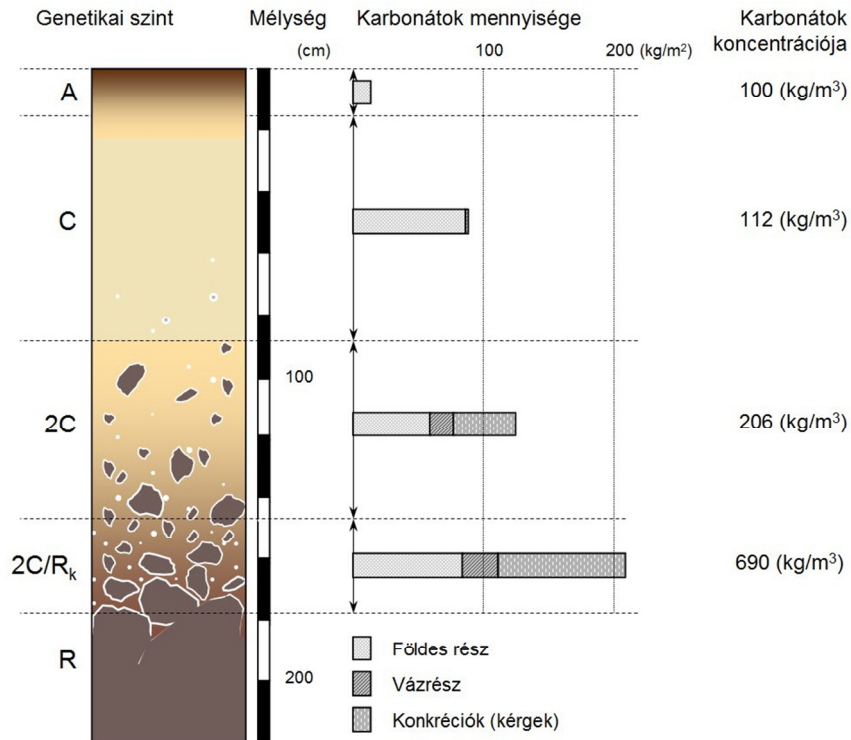 Genetikai szint
Mélység
(cm)
Karbonátok mennyisége
100
200 (kg/m²)
Karbonátok
koncentrációja
A
100 (kg/m³)
C
112 (kg/m³)
100
2C
206 (kg/m³)
2C/Rk
690 (kg/m³)
R
200
Földes rész
Vázrész
Konkréciók (kérgek)